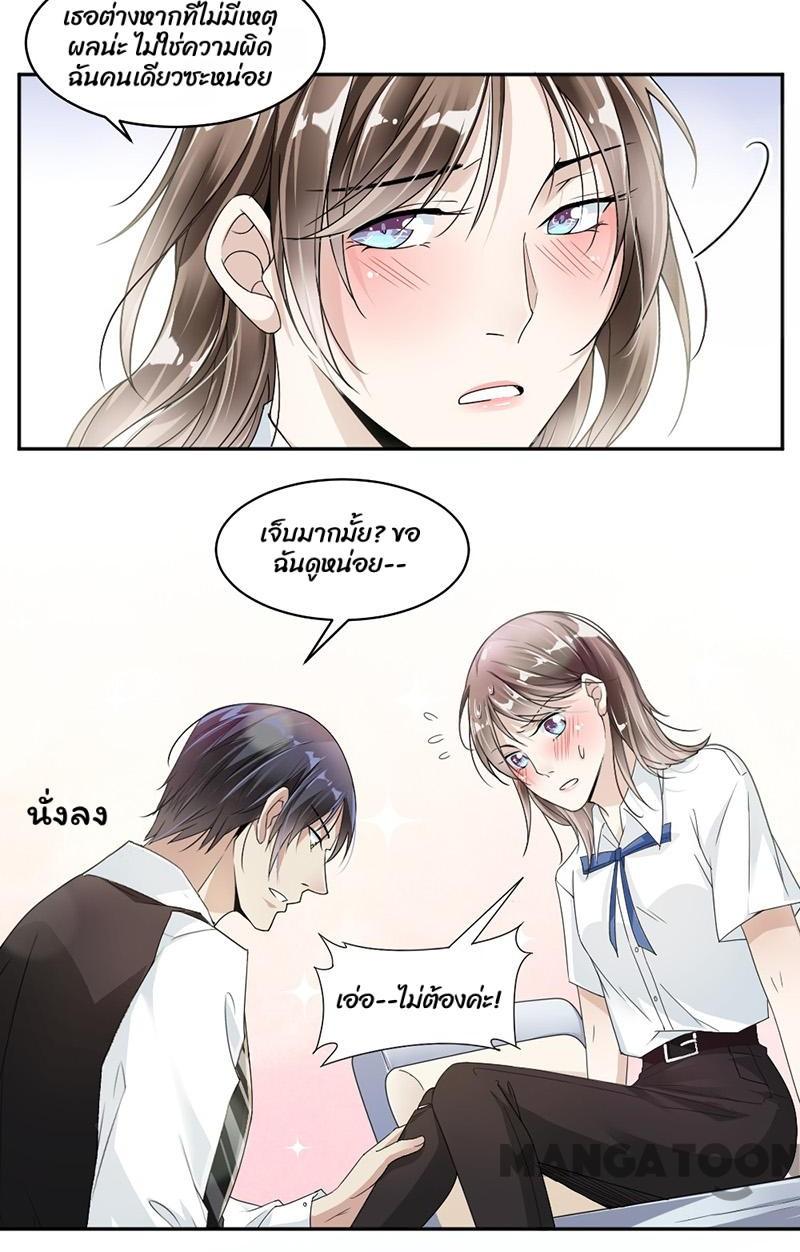 เธอต่างหากที่ไม่มีเหตุ
ผลน่ะ ไม่ใช่ความผิด
ฉันคนเดียวซะหน่อย
เจ็บมากมั้ย? ขอ
ฉันดูหน่อย--
นั่งลง
เอ่อ--ไม่ต้องค่ะ!
MANGATOON